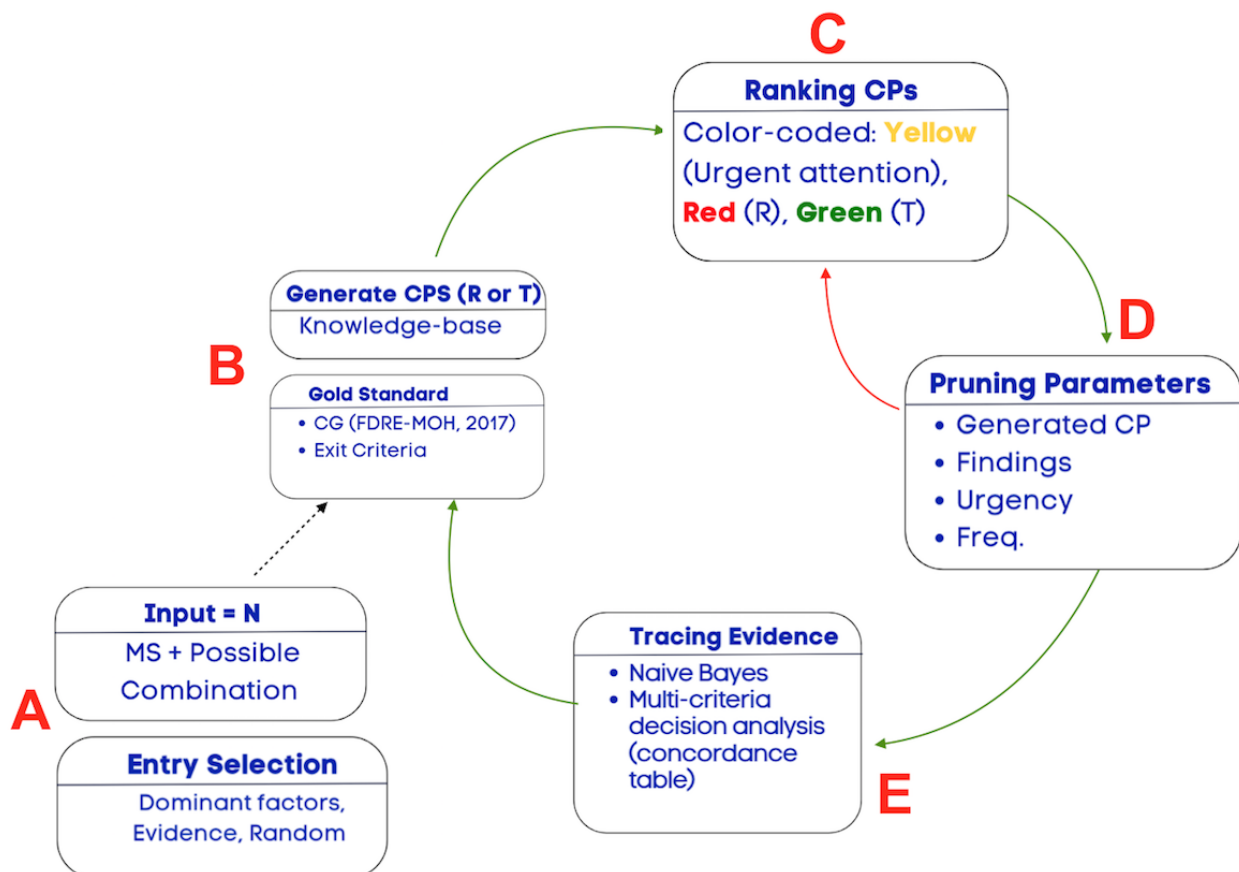 C
Ranking CPs
Color-coded: Yellow
(Urgent attention),
Red (R), Green (T)
Generate CPS (R or T)
Knowledge-base
B
Gold Standard
• CG (FDRE-MOH, 2017)
• Exit Criteria
D
Pruning Parameters
• Generated CP
• Findings
• Urgency
• Freq.
Input = N
MS + Possible
Combination
A
Entry Selection
Dominant factors,
Evidence, Random
Tracing Evidence
• Naive Bayes
• Multi-criteria
decision analysis
(concordance
table)
E